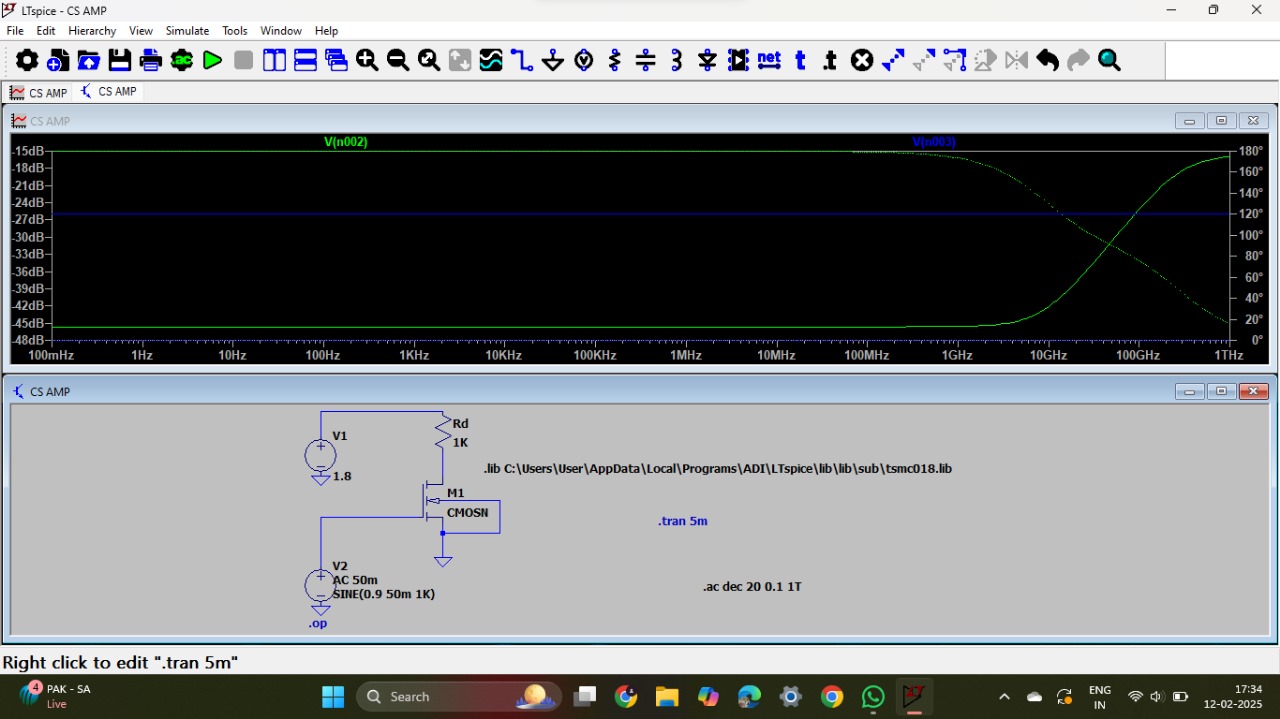 LTspice - CS AMP
File Edit Hierarchy View Simulate Tools Window Help
ac net t .t
CS AMP CS AMP
CS AMP
V(n002) V(n003)
-15dB 180°
-18dB 160°
-21dB 140°
-24dB 120°
-27dB 100°
-30dB 80°
-33dB 60°
-36dB 40°
-39dB 20°
-42dB 0°
-45dB
-48dB
100mHz 1Hz 10Hz 100Hz 1KHz 10KHz 100KHz 1MHz 10MHz 100MHz 1GHz 10GHz 100GHz 1THz
CS AMP
Rd
1K
V1
1.8
.lib C:\Users\User\AppData\Local\Programs\ADI\LTspice\lib\lib\sub\tsmc018.lib
M1
CMOSN
.tran 5m
V2
AC 50m
SINE(0.9 50m 1K)
.ac dec 20 0.1 1T
.op
Right click to edit ".tran 5m"
4
PAK - SA
Live
Search
ENG
IN
17:34
12-02-2025